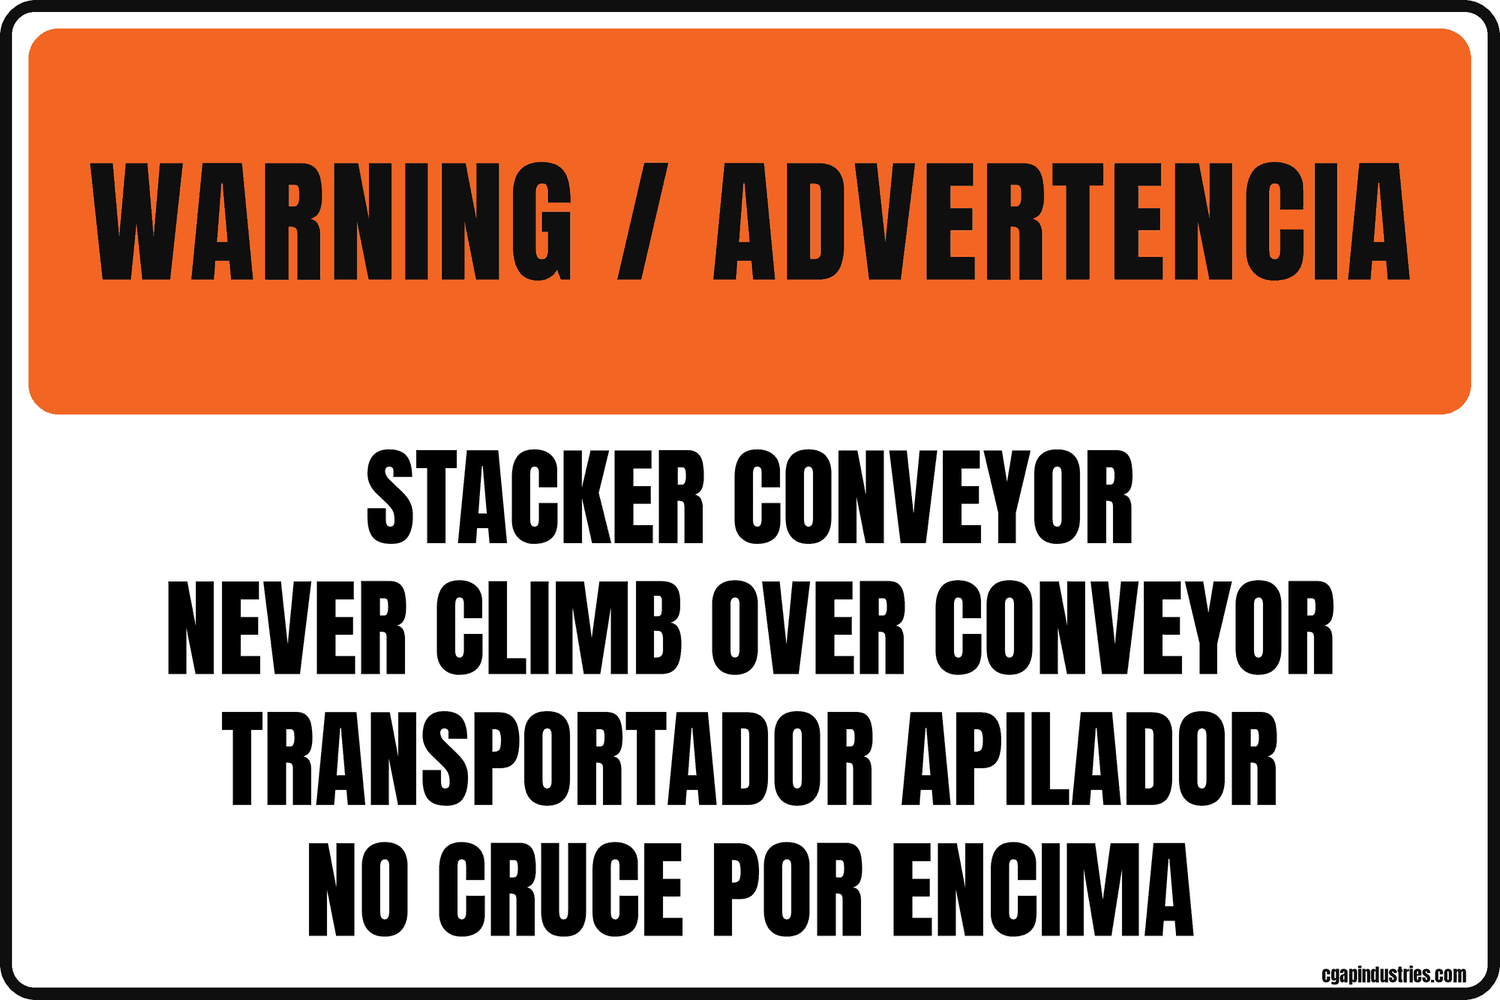 WARNING / ADVERTENCIA
STACKER CONVEYOR
NEVER CLIMB OVER CONVEYOR
TRANSPORTADOR APILADOR
NO CRUCE POR ENCIMA
cgapindustries.com